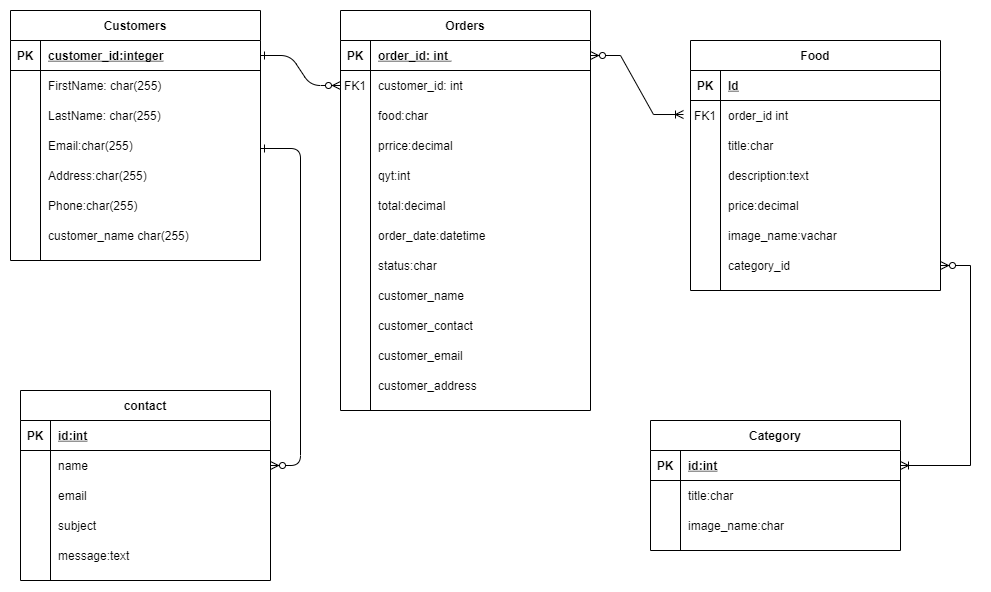 Customers
PK customer_id:integer
FirstName: char(255)
LastName: char(255)
Email:char(255)
Address:char(255)
Phone:char(255)
customer_name char(255)
Orders
PK order_id: int
FK1 customer_id: int
food:char
prrice:decimal
qyt:int
total:decimal
order_date:datetime
status:char
customer_name
customer_contact
customer_email
customer_address
Food
PK Id
FK1 order_id int
title:char
description:text
price:decimal
image_name:vachar
category_id
contact
PK id:int
name
email
subject
message:text
Category
PK id:int
title:char
image_name:char